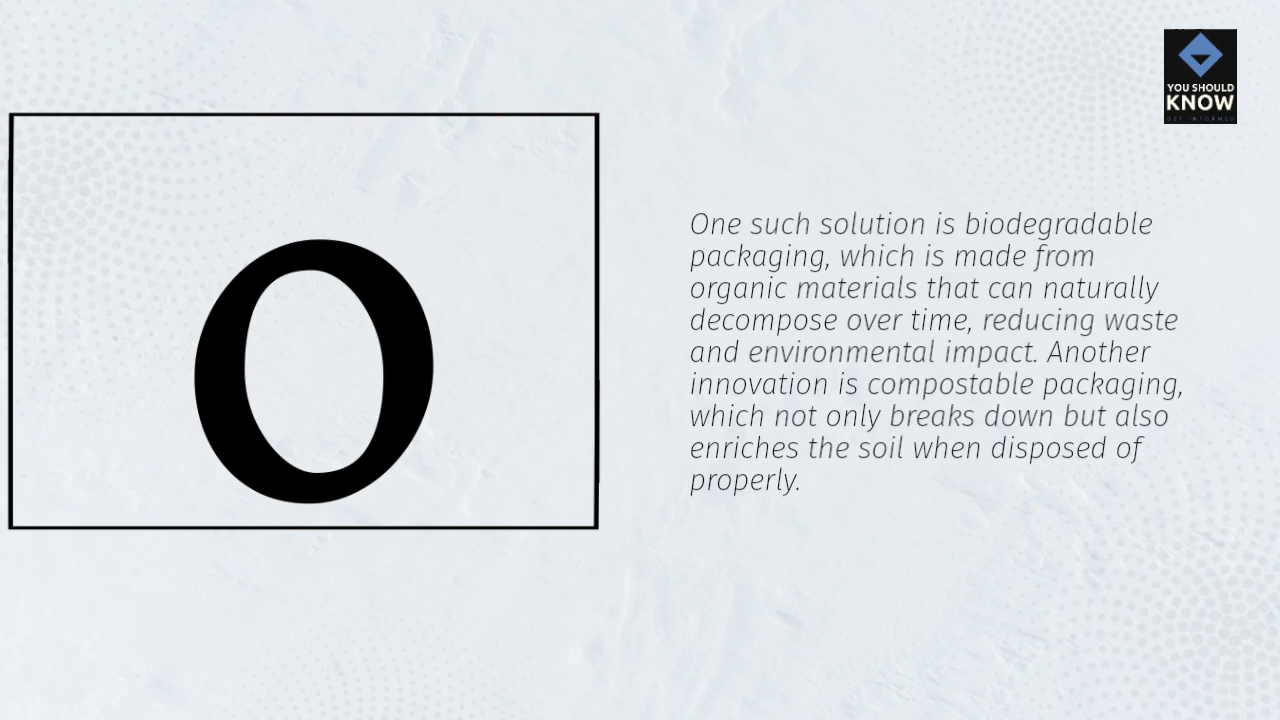 YOU SHOULD
KNOW
GET INFORMED
o
One such solution is biodegradable
packaging, which is made from
organic materials that can naturally
decompose over time, reducing waste
and environmental impact. Another
innovation is compostable packaging,
which not only breaks down but also
enriches the soil when disposed of
properly.